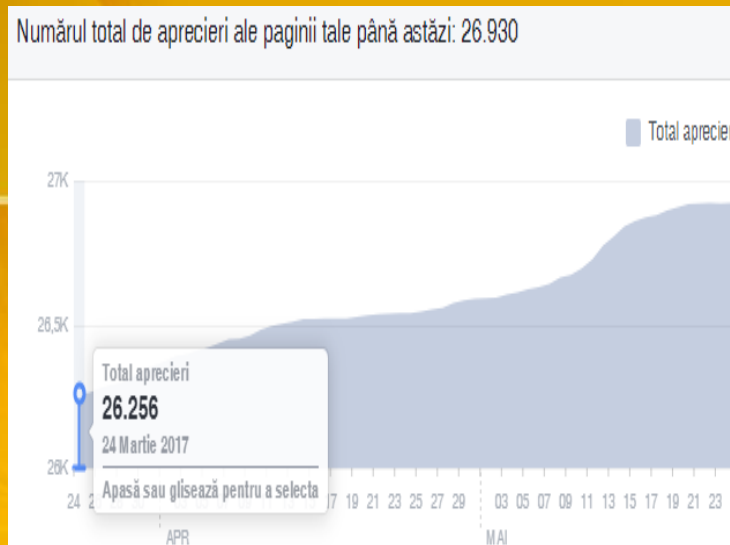 Numărul total de aprecieri ale paginii tale până astăzi: 26.930
Total aprecier
27K
26,5K
26K
Total aprecieri
26.256
24 Martie 2017
Apasă sau glisează pentru a selecta
24 17 19 21 23 25 27 29 03 05 07 09 11 13 15 17 19 21 23
APR MAI